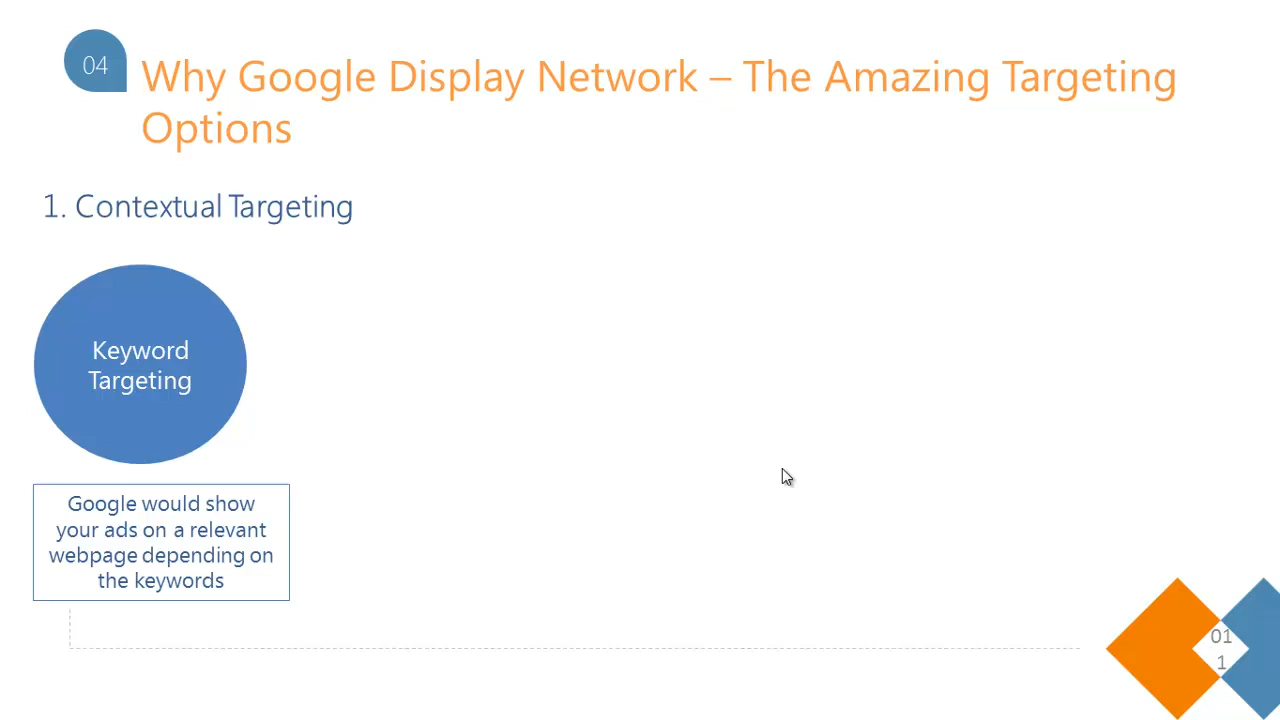 04
Why Google Display Network – The Amazing Targeting
Options
1. Contextual Targeting
Keyword
Targeting
Google would show
your ads on a relevant
webpage depending on
the keywords
01
1